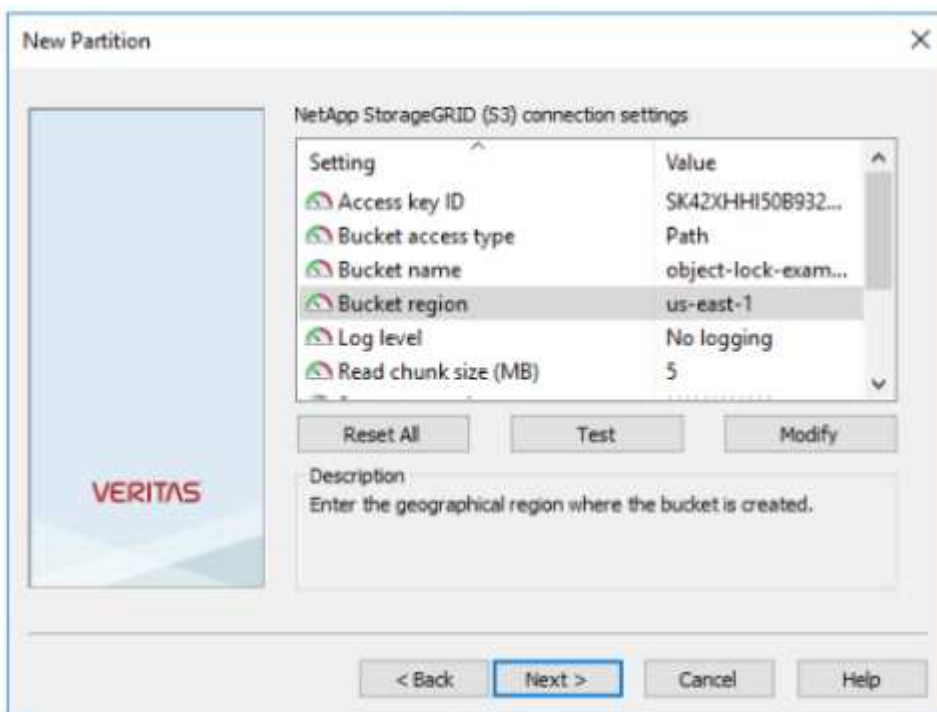 New Partition
NetApp StorageGRID (S3) connection settings
Setting Value
Access key ID SK42XHHI50B932...
Bucket access type Path
Bucket name object-lock-exam...
Bucket region us-east-1
Log level No logging
Read chunk size (MB) 5
Reset All Test Modify
VERITAS
Description
Enter the geographical region where the bucket is created.
< Back Next > Cancel Help